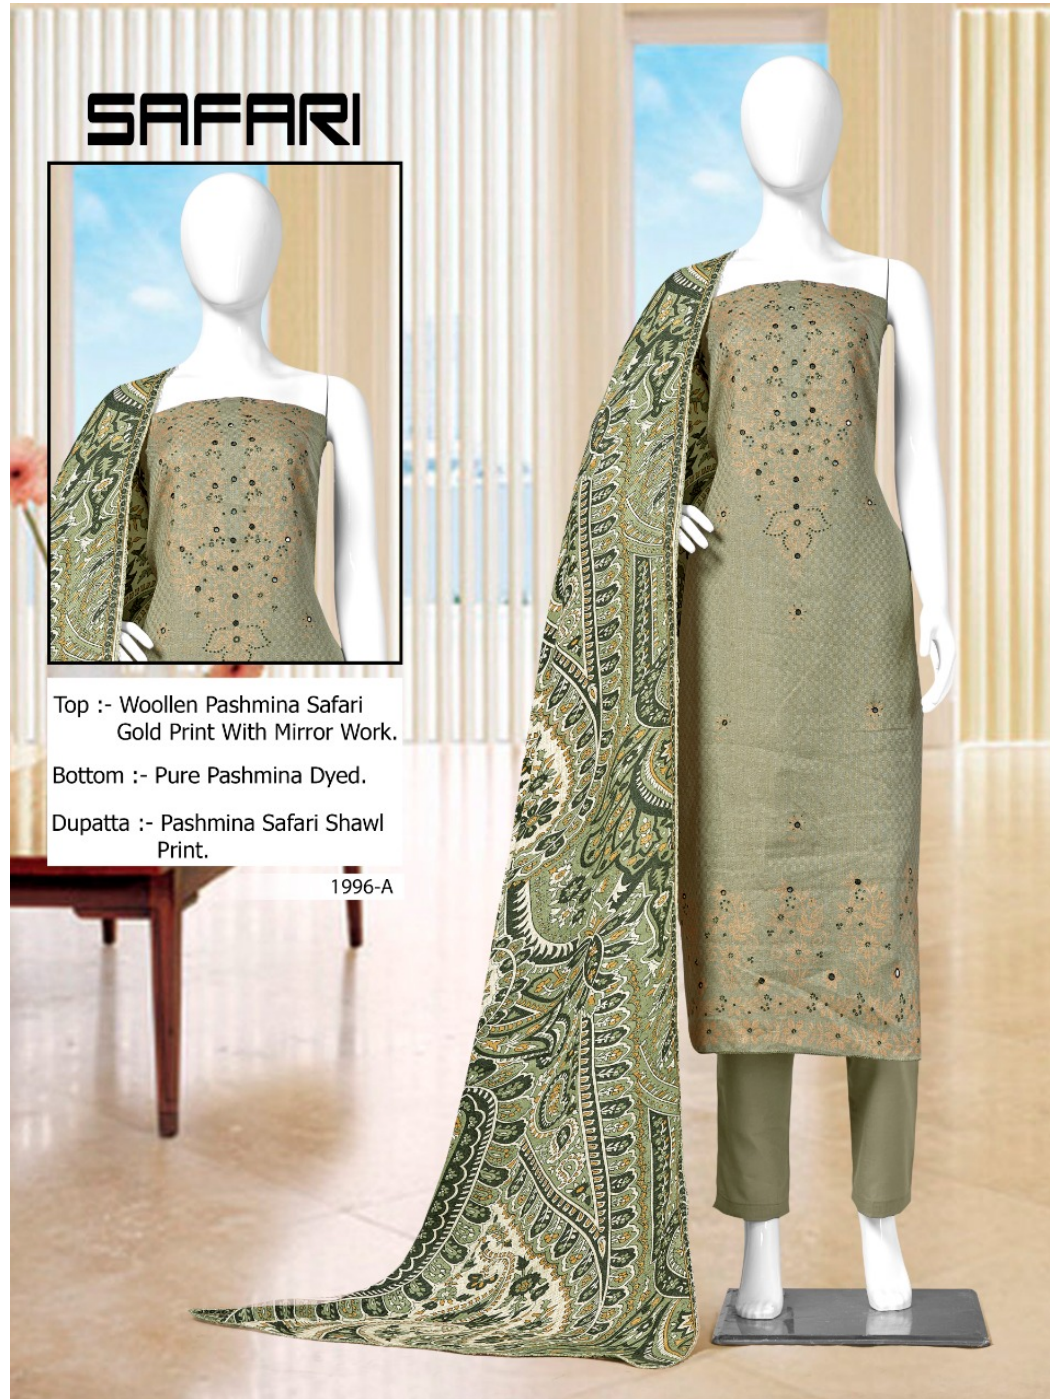 SAFARI
Top :- Woollen Pashmina Safari
Gold Print With Mirror Work.
Bottom :- Pure Pashmina Dyed.
Dupatta :- Pashmina Safari Shawl
Print.
1996-A